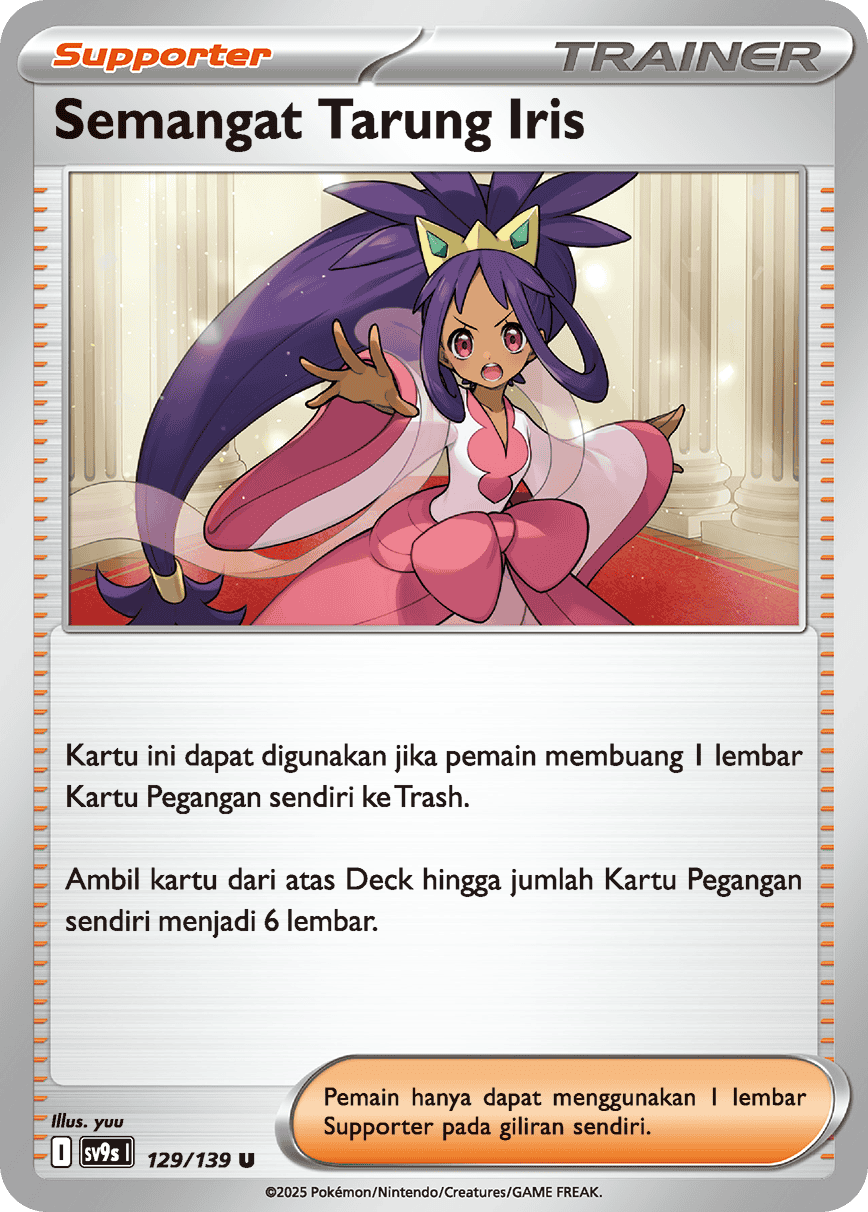 Supporter
TRAINER
Semangat Tarung Iris
Kartu ini dapat digunakan jika pemain membuang 1 lembar
Kartu Pegangan sendiri ke Trash.
Ambil kartu dari atas Deck hingga jumlah Kartu Pegangan
sendiri menjadi 6 lembar.
Pemain hanya dapat menggunakan 1 lembar
Supporter pada giliran sendiri.
Illus. yuu
I sv9s I 129/139 U
©2025 Pokémon/Nintendo/Creatures/GAME FREAK.